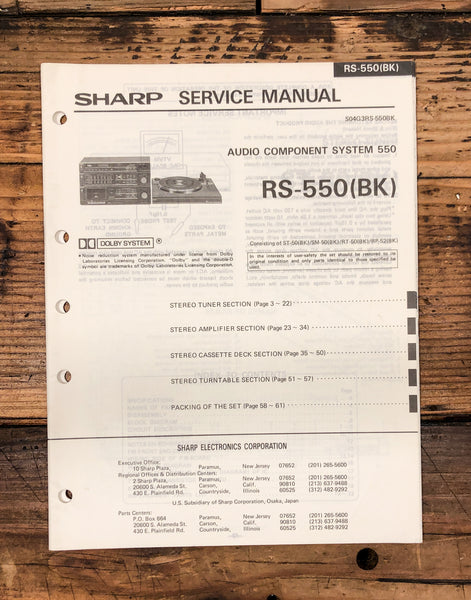 RS-550(BK)
SHARP SERVICE MANUAL
S04G3RS-550BK
AUDIO COMPONENT SYSTEM 550
RS-550(BK)
DOLBY SYSTEM
Consisting of ST-50(BK)/SM-50(BK)/RT-50(BK)/RP-52(BK)
• Noise reduction system manufactured under license from Dolby
Laboratories Licensing Corporation. "Dolby" and the double-D
symbol are trademarks of Dolby Laboratories Licensing Corporation.
In the interests of user-safety the set should be restored to its
original condition and only parts identical to those specified be
used.
STEREO TUNER SECTION (Page 3 ~ 22)
STEREO AMPLIFIER SECTION (Page 23 ~ 34)
STEREO CASSETTE DECK SECTION (Page 35 ~ 50)
STEREO TURNTABLE SECTION (Page 51 ~ 57)
PACKING OF THE SET (Page 58 ~ 61)
SHARP ELECTRONICS CORPORATION
Executive Office:
10 Sharp Plaza, Paramus, New Jersey 07652 (201) 265-5600
Regional Offices & Distribution Centers:
2 Sharp Plaza, Paramus, New Jersey 07652 (201) 265-5600
20600 S. Alameda St. Carson, Calif. 90810 (213) 637-9488
430 E. Plainfield Rd. Countryside, Illinois 60525 (312) 482-9292
U.S. Subsidiary of Sharp Corporation, Osaka, Japan
Parts Centers:
P.O. Box 664 Paramus, New Jersey 07652 (201) 265-5600
20600 S. Alameda St. Carson, Calif. 90810 (213) 637-9488
430 E. Plainfield Rd. Countryside, Illinois 60525 (312) 482-9292